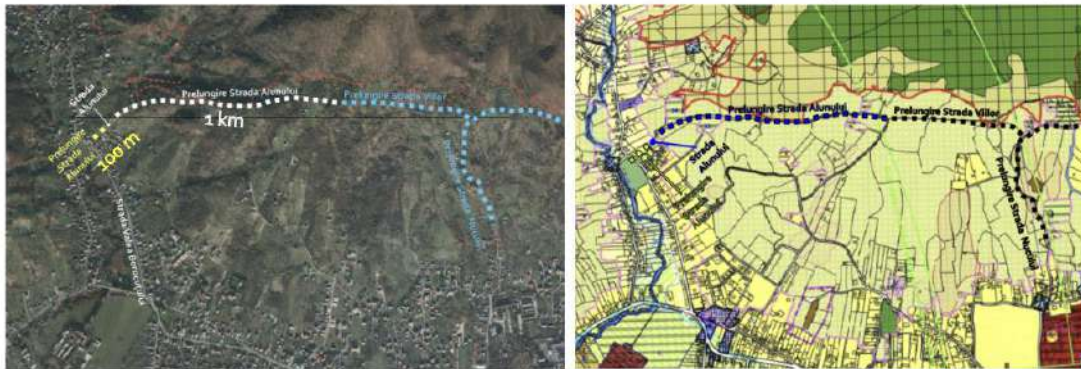 Strada
Alunului
Prelungire Strada Alunului
Prelungire Strada Viilor
1 km
Prelungire
Strada
Alunului
100 m
Strada Valea Borcutului
Prelungire Strada Alunului
Prelungire Strada Viilor
Strada
Alunului
Prelungire Strada Nucului